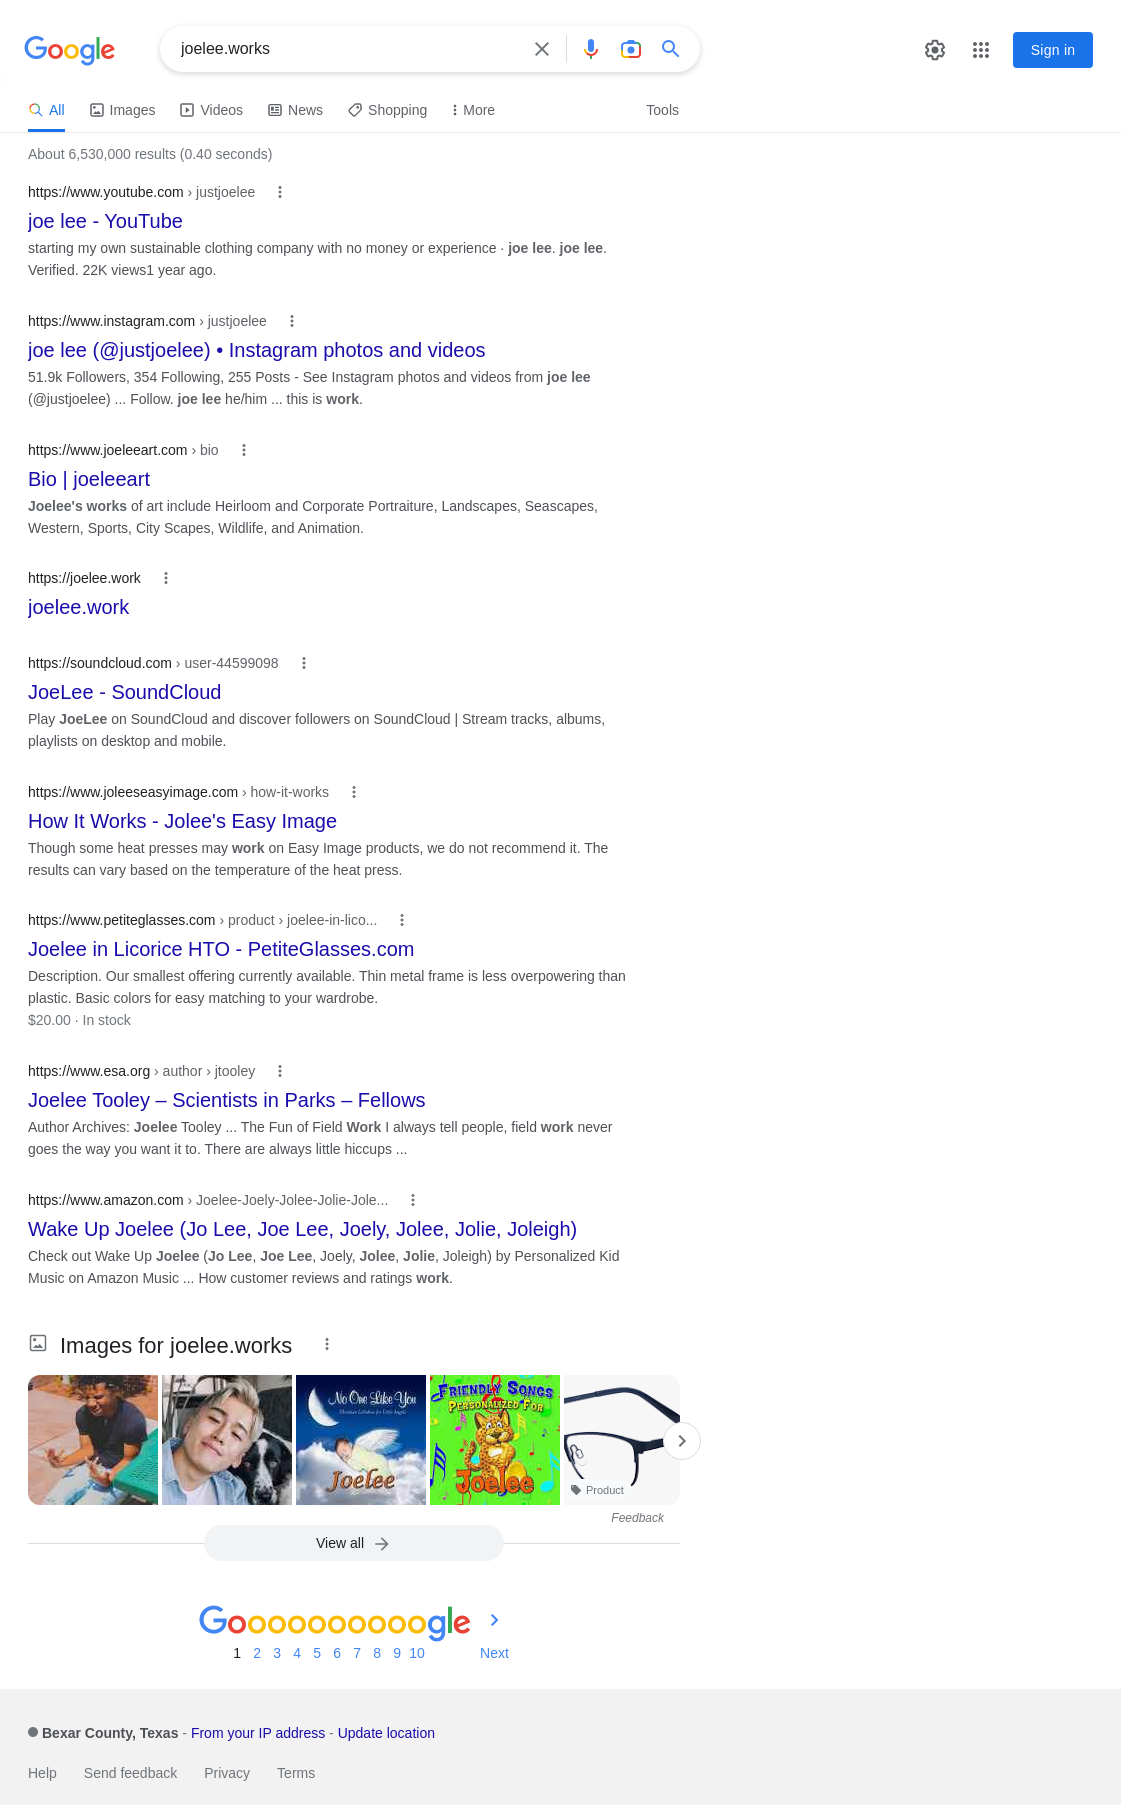 Google
joelee.works
Sign in
All
Images
Videos
News
Shopping
More
Tools
About 6,530,000 results (0.40 seconds)
https://www.youtube.com › justjoelee
joe lee - YouTube
starting my own sustainable clothing company with no money or experience · joe lee. joe lee.
Verified. 22K views1 year ago.
https://www.instagram.com › justjoelee
joe lee (@justjoelee) • Instagram photos and videos
51.9k Followers, 354 Following, 255 Posts - See Instagram photos and videos from joe lee
(@justjoelee) ... Follow. joe lee he/him ... this is work.
https://www.joeleeart.com › bio
Bio | joeleeart
Joelee's works of art include Heirloom and Corporate Portraiture, Landscapes, Seascapes,
Western, Sports, City Scapes, Wildlife, and Animation.
https://joelee.work
joelee.work
https://soundcloud.com › user-44599098
JoeLee - SoundCloud
Play JoeLee on SoundCloud and discover followers on SoundCloud | Stream tracks, albums,
playlists on desktop and mobile.
https://www.joleeseasyimage.com › how-it-works
How It Works - Jolee's Easy Image
Though some heat presses may work on Easy Image products, we do not recommend it. The
results can vary based on the temperature of the heat press.
https://www.petiteglasses.com › product › joelee-in-lico...
Joelee in Licorice HTO - PetiteGlasses.com
Description. Our smallest offering currently available. Thin metal frame is less overpowering than
plastic. Basic colors for easy matching to your wardrobe.
$20.00 · In stock
https://www.esa.org › author › jtooley
Joelee Tooley – Scientists in Parks – Fellows
Author Archives: Joelee Tooley ... The Fun of Field Work I always tell people, field work never
goes the way you want it to. There are always little hiccups ...
https://www.amazon.com › Joelee-Joely-Jolee-Jolie-Jole...
Wake Up Joelee (Jo Lee, Joe Lee, Joely, Jolee, Jolie, Joleigh)
Check out Wake Up Joelee (Jo Lee, Joe Lee, Joely, Jolee, Jolie, Joleigh) by Personalized Kid
Music on Amazon Music ... How customer reviews and ratings work.
Images for joelee.works
No One Like You
Christian Lullabies for Little Angels
Joelee
FRIENDLY SONGS
PERSONALIZED FOR
Joelee
Product
Feedback
View all
Goooooooooogle
1 2 3 4 5 6 7 8 9 10 Next
Bexar County, Texas - From your IP address - Update location
Help Send feedback Privacy Terms